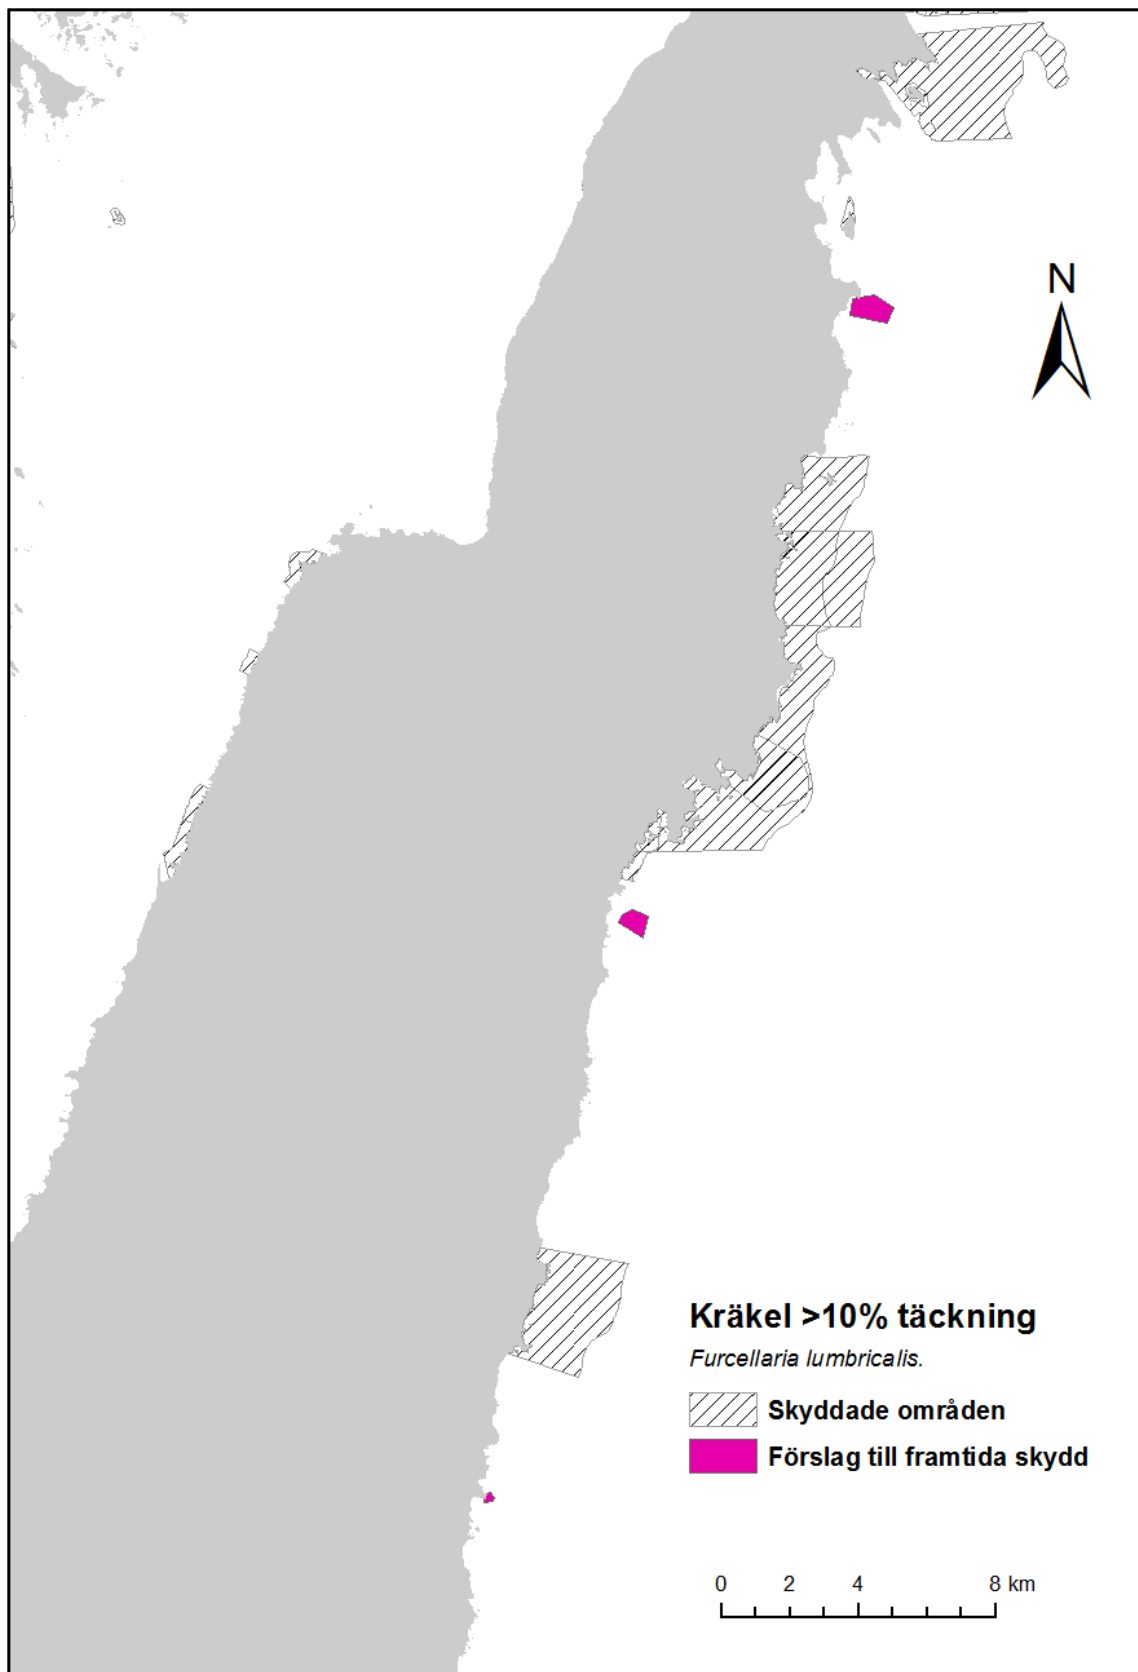 N
Kräkel >10% täckning
Furcellaria lumbricalis.
Skyddade områden
Förslag till framtida skydd
0 2 4 8 km